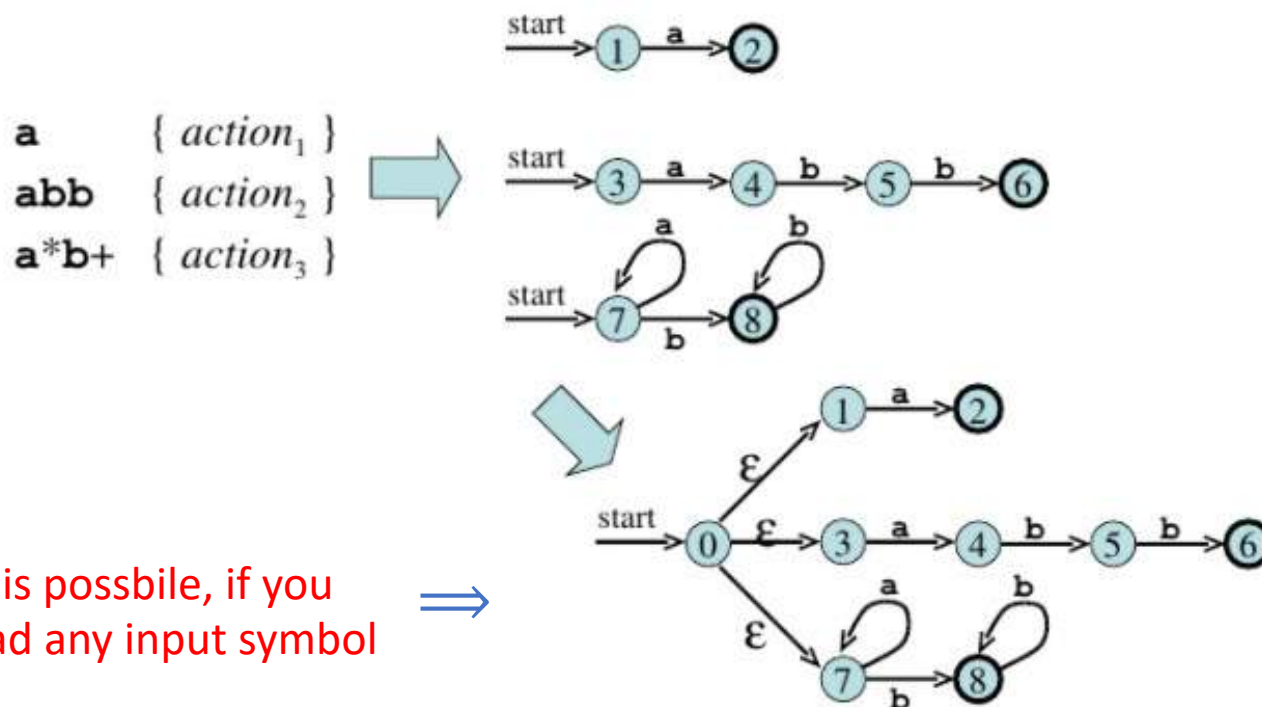 start
1 a 2
a { action₁ }
start
3 a 4 b 5 b 6
abb { action₂ }
a*b+ { action₃ }
a b
start
7 b 8
1 a 2
ε
start
0 ε 3 a 4 b 5 b 6
is possbile, if you ⇒
ad any input symbol
a b
ε
7 b 8